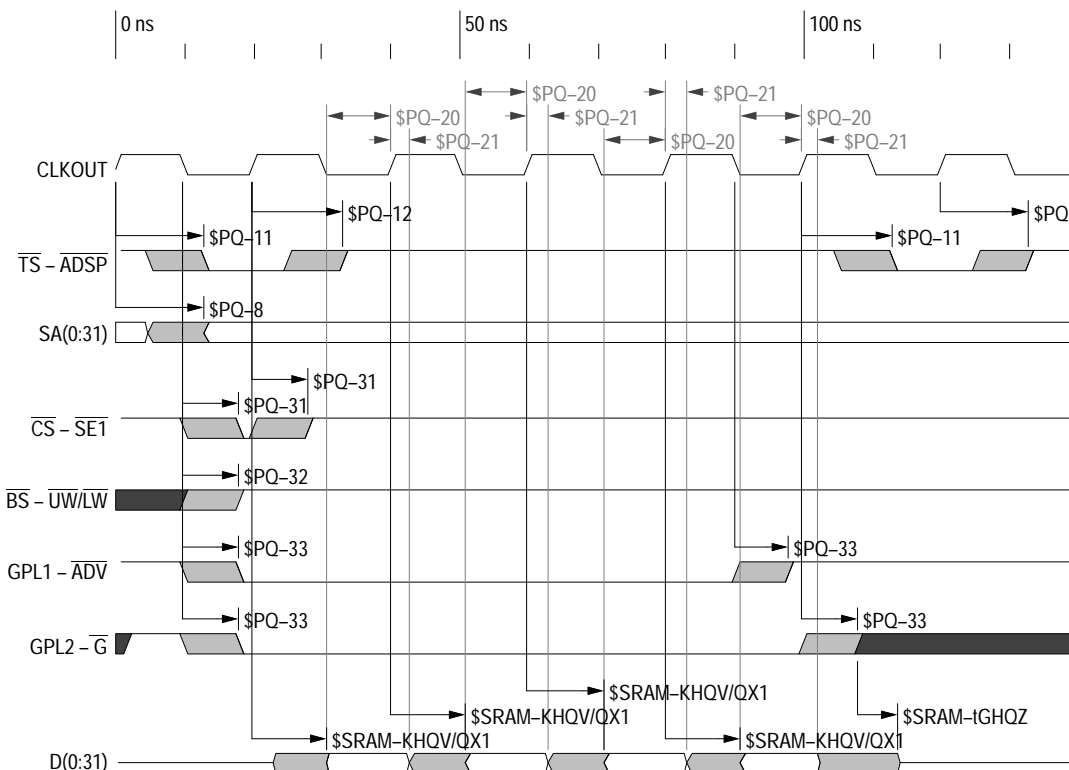 0 ns 50 ns 100 ns
$PQ–20 $PQ–21
$PQ–20 $PQ–21 $PQ–20
$PQ–21 $PQ–20 $PQ–21
CLKOUT
$PQ–12 $PQ
$PQ–11 $PQ–11
TS – ADSP
$PQ–8
SA(0:31)
$PQ–31
$PQ–31
CS – SE1
$PQ–32
BS – UW/LW
$PQ–33 $PQ–33
GPL1 – ADV
$PQ–33 $PQ–33
GPL2 – G
$SRAM–KHQV/QX1
$SRAM–KHQV/QX1 $SRAM–tGHQZ
$SRAM–KHQV/QX1 $SRAM–KHQV/QX1
D(0:31)